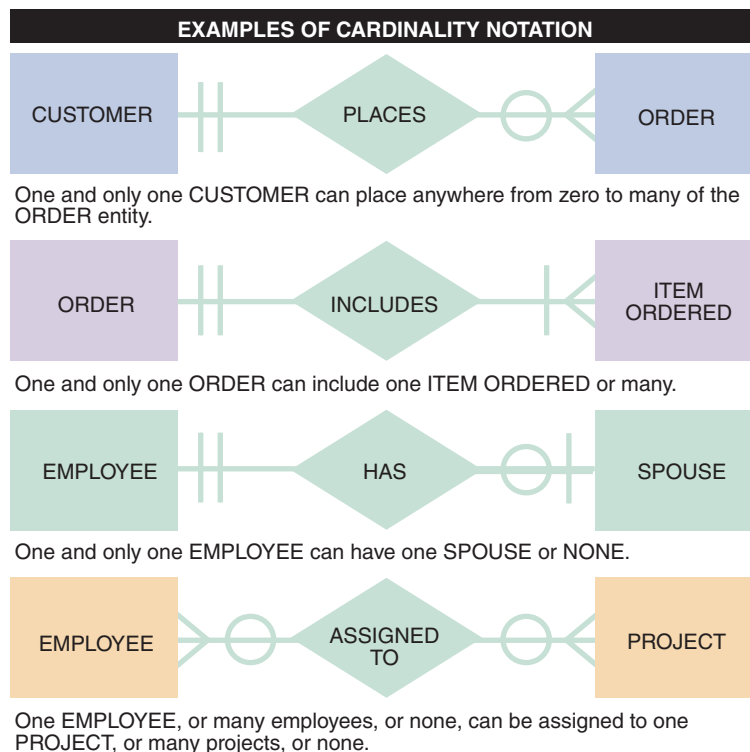 EXAMPLES OF CARDINALITY NOTATION
CUSTOMER
PLACES
ORDER
One and only one CUSTOMER can place anywhere from zero to many of the
ORDER entity.
ORDER
INCLUDES
ITEM
ORDERED
One and only one ORDER can include one ITEM ORDERED or many.
EMPLOYEE
HAS
SPOUSE
One and only one EMPLOYEE can have one SPOUSE or NONE.
EMPLOYEE
ASSIGNED
TO
PROJECT
One EMPLOYEE, or many employees, or none, can be assigned to one
PROJECT, or many projects, or none.